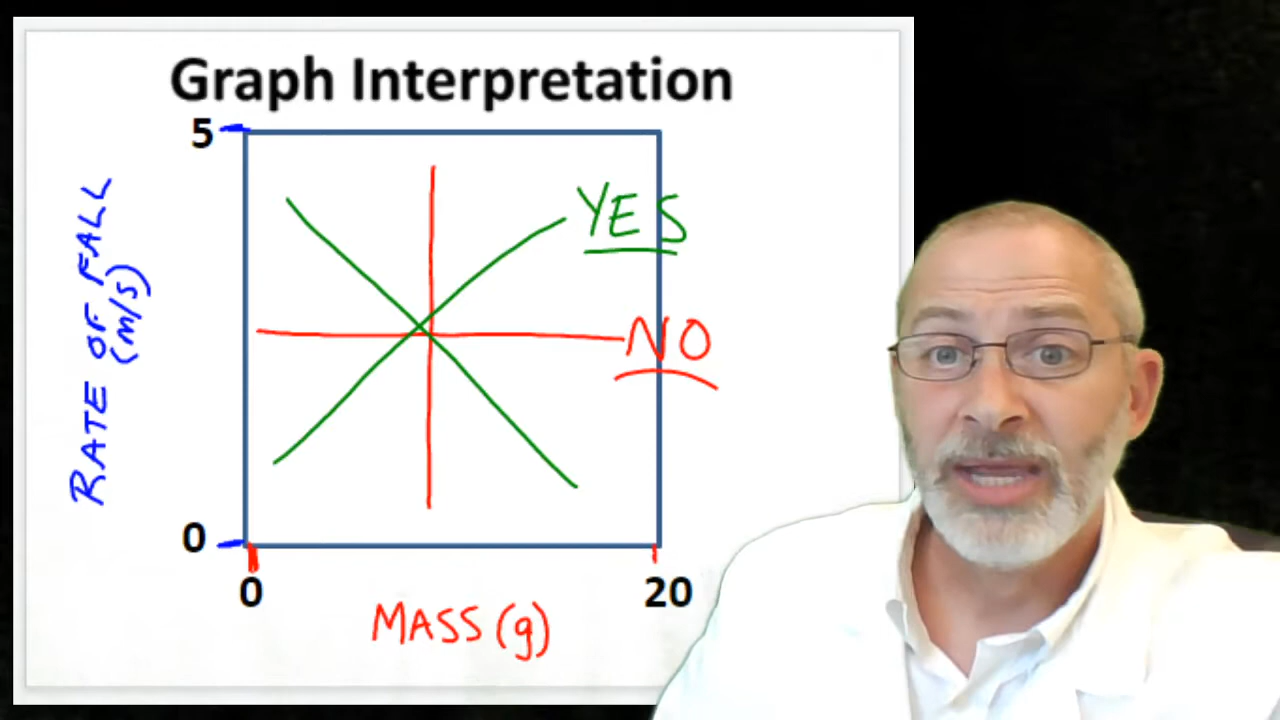 Graph Interpretation
5
YES
RATE OF FALL
(m/s)
NO
0
0
20
MASS (g)